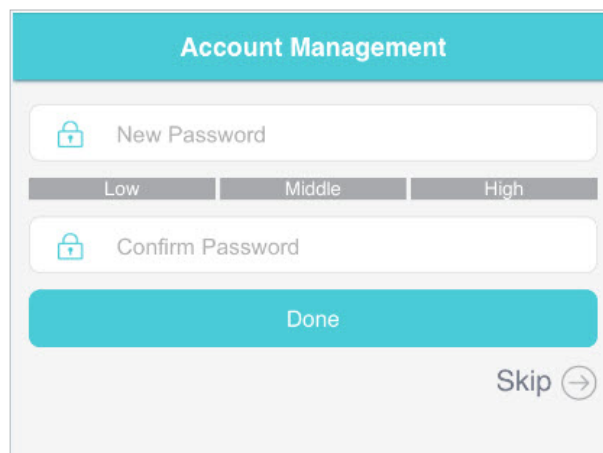 Account Management
New Password
Low Middle High
Confirm Password
Done
Skip